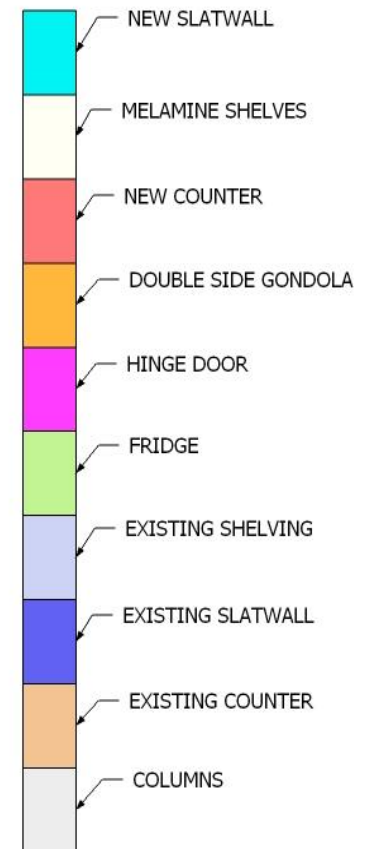 NEW SLATWALL
MELAMINE SHELVES
NEW COUNTER
DOUBLE SIDE GONDOLA
HINGE DOOR
FRIDGE
EXISTING SHELVING
EXISTING SLATWALL
EXISTING COUNTER
COLUMNS